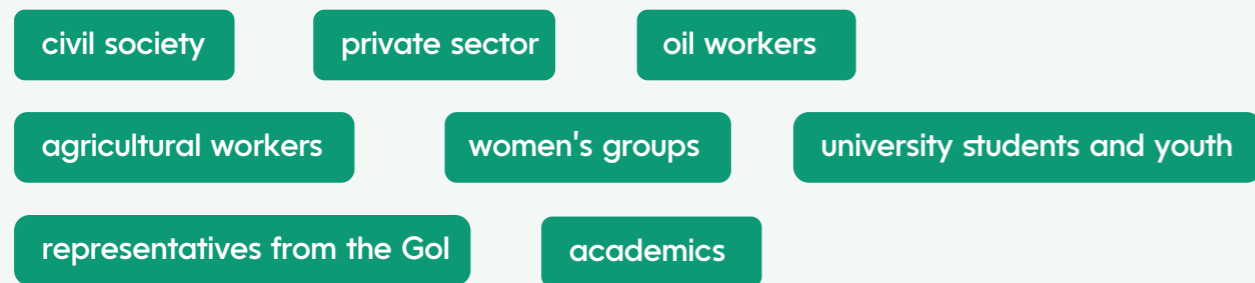 civil society
private sector
oil workers
agricultural workers
women's groups
university students and youth
representatives from the GoI
academics